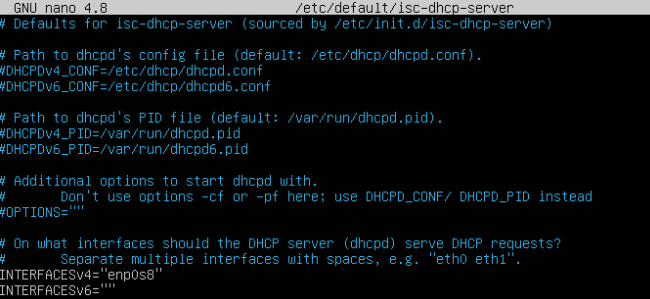 GNU nano 4.8 /etc/default/isc-dhcp-server
# Defaults for isc-dhcp-server (sourced by /etc/init.d/isc-dhcp-server)
# Path to dhcpd's config file (default: /etc/dhcp/dhcpd.conf).
#DHCPDv4_CONF=/etc/dhcp/dhcpd.conf
#DHCPDv6_CONF=/etc/dhcp/dhcpd6.conf
# Path to dhcpd's PID file (default: /var/run/dhcpd.pid).
#DHCPDv4_PID=/var/run/dhcpd.pid
#DHCPDv6_PID=/var/run/dhcpd6.pid
# Additional options to start dhcpd with.
#       Don't use options -cf or -pf here; use DHCPD_CONF/ DHCPD_PID instead
#OPTIONS=""
# On what interfaces should the DHCP server (dhcpd) serve DHCP requests?
#       Separate multiple interfaces with spaces, e.g. "eth0 eth1".
INTERFACESv4="enp0s8"
INTERFACESv6=""